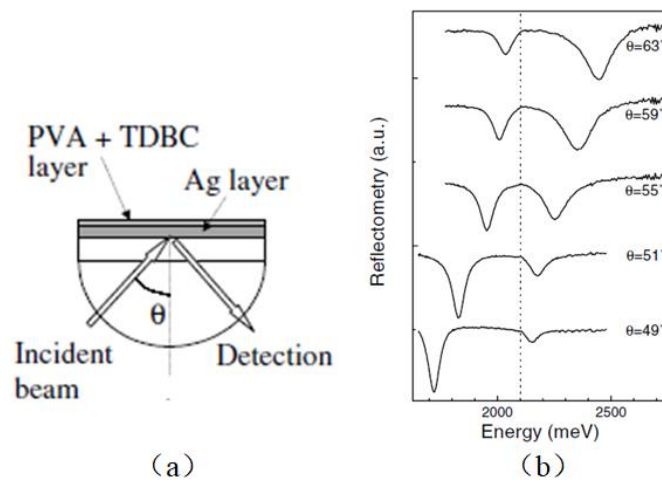 PVA + TDBC
layer
Ag layer
θ
Incident
beam
Detection
(a)
Reflectometry (a.u.)
θ=63°
θ=59°
θ=55°
θ=51°
θ=49°
2000
2500
Energy (meV)
(b)